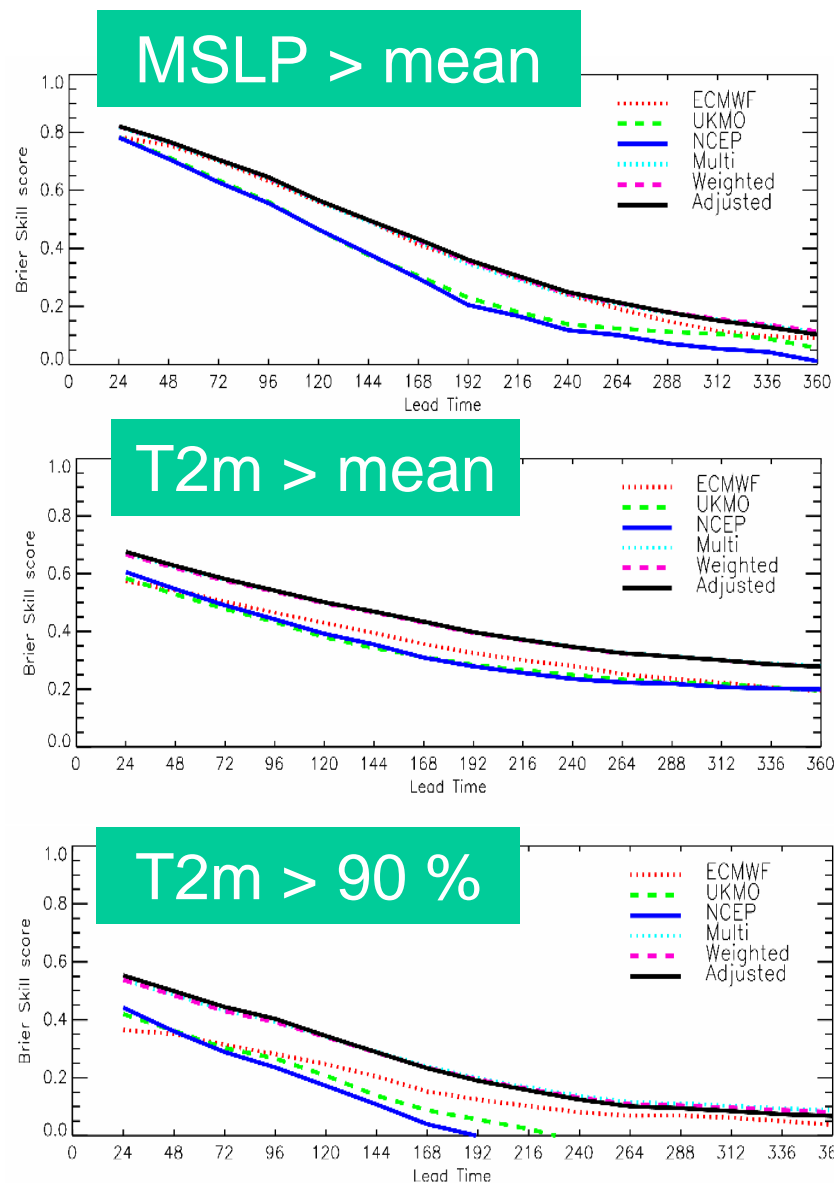 MSLP > mean
1.0
0.8
0.6
0.4
0.2
0.0
Brier Skill score
ECMWF
UKMO
NCEP
Multi
Weighted
Adjusted
0 24 48 72 96 120 144 168 192 216 240 264 288 312 336 360
Lead Time
T2m > mean
1.0
0.8
0.6
0.4
0.2
0.0
Brier Skill score
ECMWF
UKMO
NCEP
Multi
Weighted
Adjusted
0 24 48 72 96 120 144 168 192 216 240 264 288 312 336 360
Lead Time
T2m > 90 %
1.0
0.8
0.6
0.4
0.2
0.0
Brier Skill score
ECMWF
UKMO
NCEP
Multi
Weighted
Adjusted
0 24 48 72 96 120 144 168 192 216 240 264 288 312 336 36
Lead Time